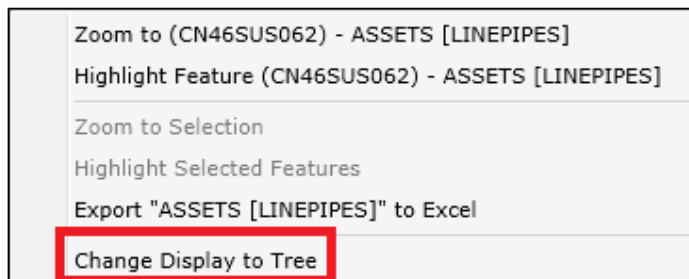 Zoom to (CN46SUS062) - ASSETS [LINEPIPES]
Highlight Feature (CN46SUS062) - ASSETS [LINEPIPES]
Zoom to Selection
Highlight Selected Features
Export "ASSETS [LINEPIPES]" to Excel
Change Display to Tree